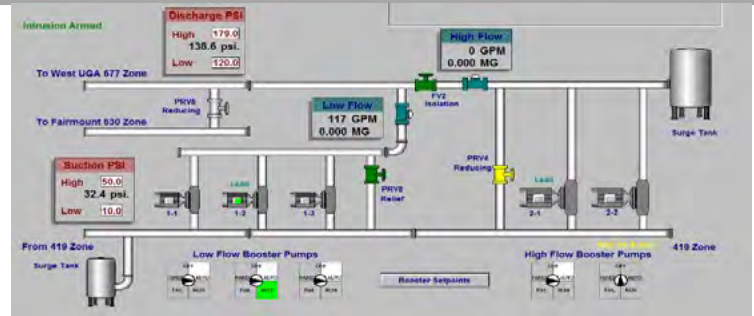 Intrusion Armed
Discharge PSI
High 179.0
138.6 psi.
Low 120.0
High Flow
0 GPM
0.000 MG
To West UGA 677 Zone
PRV8
Reducing
FV2
Isolation
Low Flow
117 GPM
0.000 MG
To Fairmount 630 Zone
Surge Tank
Suction PSI
High 50.0
32.4 psi.
Low 10.0
PRV4
Reducing
Lead
Lead
PRV6
Relief
1-1
1-2
1-3
2-1
2-2
From 419 Zone
419 Zone
Surge Tank
Low Flow Booster Pumps
High Flow Booster Pumps
Booster Setpoints